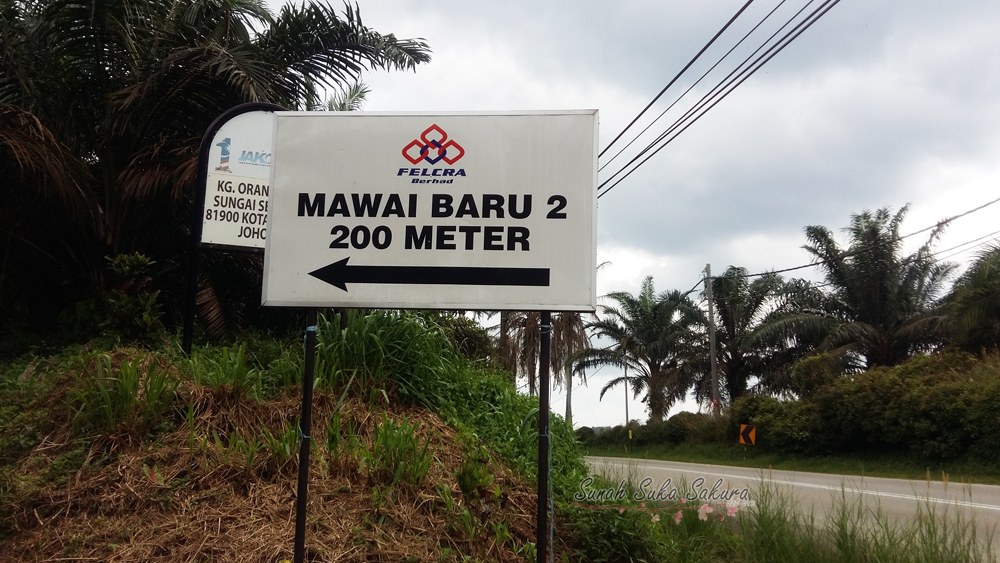 FELCRA
Berhad
MAWAI BARU 2
200 METER
JAKO
KG. ORAN
SUNGAI SE
81900 KOTA
JOHO
Sunah Suka Sakura